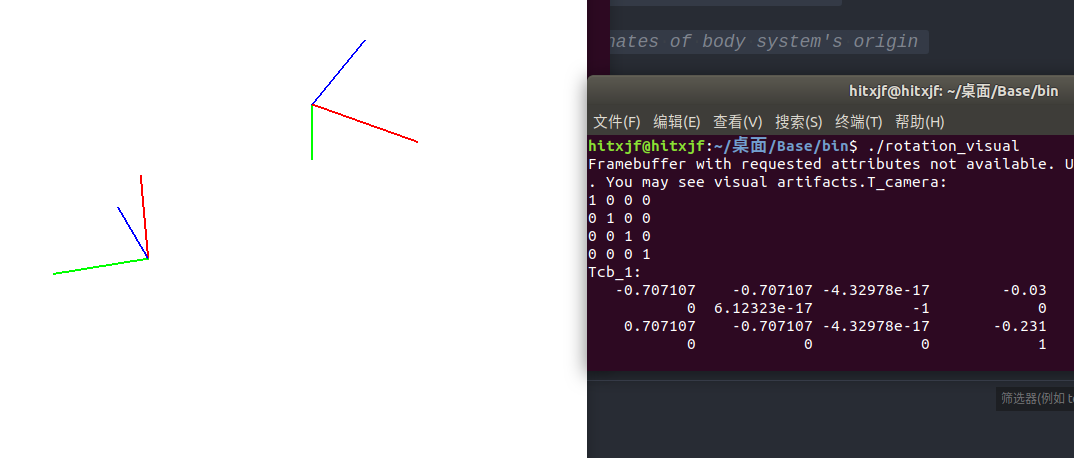 nates of body system's origin
hitxjf@hitxjf: ~/桌面/Base/bin
文件(F) 编辑(E) 查看(V) 搜索(S) 终端(T) 帮助(H)
hitxjf@hitxjf:~/桌面/Base/bin$ ./rotation_visual
Framebuffer with requested attributes not available. U
. You may see visual artifacts.T_camera:
1 0 0 0
0 1 0 0
0 0 1 0
0 0 0 1
Tcb_1:
-0.707107 -0.707107 -4.32978e-17 -0.03
0 6.12323e-17 -1 0
0.707107 -0.707107 -4.32978e-17 -0.231
0 0 0 1
筛选器(例如 te